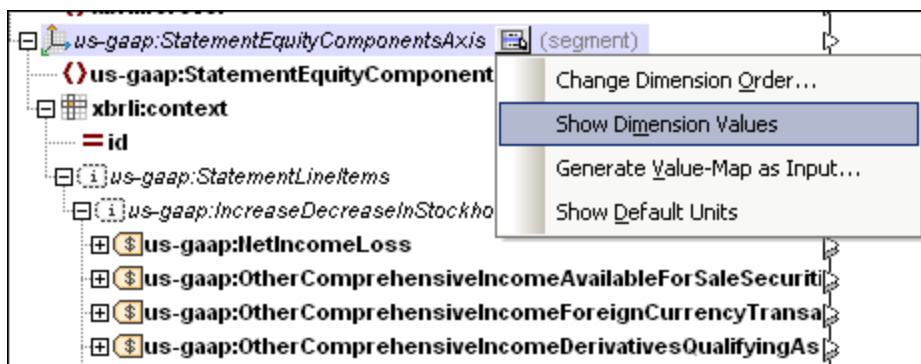 us-gaap:StatementEquityComponentsAxis (segment)
us-gaap:StatementEquityComponent
Change Dimension Order...
xbrli:context
Show Dimension Values
id
Generate Value-Map as Input...
us-gaap:StatementLineItems
Show Default Units
us-gaap:IncreaseDecreaseInStockho
us-gaap:NetIncomeLoss
us-gaap:OtherComprehensiveIncomeAvailableForSaleSecuriti
us-gaap:OtherComprehensiveIncomeForeignCurrencyTransa
us-gaap:OtherComprehensiveIncomeDerivativesQualifyingAs